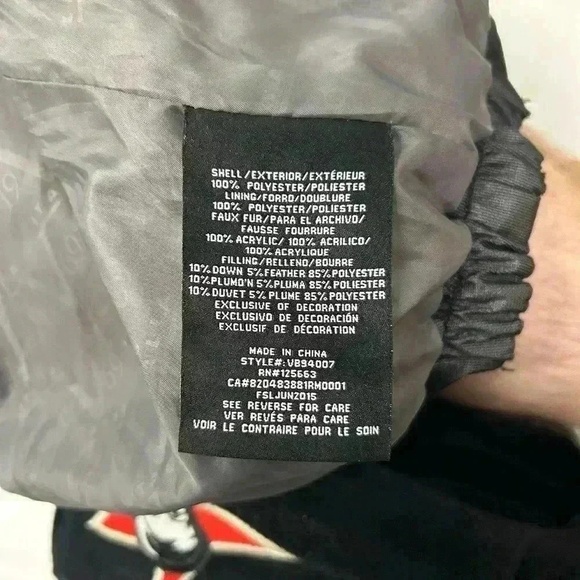 SHELL/EXTERIOR/EXTÉRIEUR
100% POLYESTER/POLIESTER
LINING/FORRO/DOUBLURE
100% POLYESTER/POLIESTER
FAUX FUR/PARA EL ARCHIVO/
FAUSSE FOURRURE
100% ACRYLIC/ 100% ACRILICO/
100% ACRYLIQUE
FILLING/RELLENO/BOURRE
10%DOWN 5%FEATHER 85%POLYESTER
10%PLUMO'N 5%PLUMA 85%POLIESTER
10%DUVET 5%PLUME 85%POLYESTER
EXCLUSIVE OF DECORATION
EXCLUSIVO DE DECORACIÓN
EXCLUSIF DE DÉCORATION
MADE IN CHINA
STYLE#: VB94007
RN#125663
CA#820483881RM0001
FSLJUN2015
SEE REVERSE FOR CARE
VER REVÉS PARA CARE
VOIR LE CONTRAIRE POUR LE SOIN